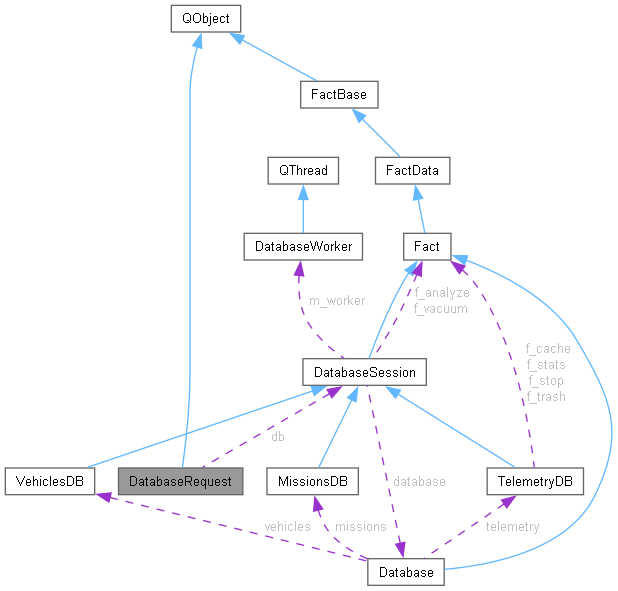 QObject
FactBase
QThread
FactData
DatabaseWorker
Fact
m_worker
f_analyze
f_vacuum
f_cache
f_stats
f_stop
f_trash
DatabaseSession
db
VehiclesDB
DatabaseRequest
MissionsDB
database
TelemetryDB
vehicles
missions
telemetry
Database